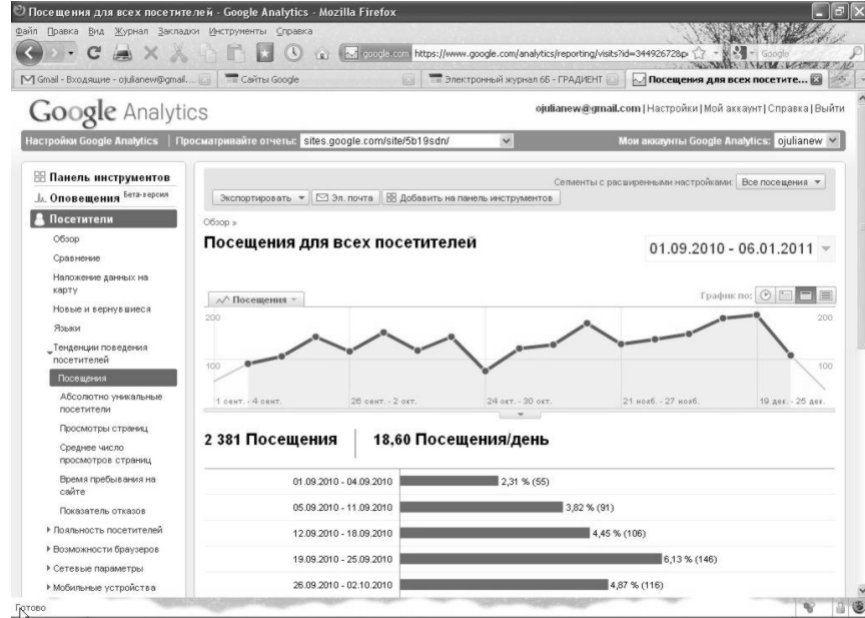 Посещения для всех посетителей - Google Analytics - Mozilla Firefox
Файл Правка Вид Журнал Закладки Инструменты Справка
google.com https://www.google.com/analytics/reporting/visits?id=344926728p
Google
Gmail - Входящие - ojulianew@gmail....
Сайты Google
Электронный журнал 6Б - ГРАДИЕНТ
Посещения для всех посетите...
Google Analytics
ojulianew@gmail.com | Настройки | Мой аккаунт | Справка | Выйти
Настройки Google Analytics | Просматривайте отчеты: sites.google.com/site/5b19sdn/
Мои аккаунты Google Analytics: ojulianew
Панель инструментов
Оповещения Бета-версия
Посетители
Обзор
Сравнение
Наложение данных на
карту
Новые и вернувшиеся
Языки
Тенденции поведения
посетителей
Посещения
Абсолютно уникальные
посетители
Просмотры страниц
Среднее число
просмотров страниц
Время пребывания на
сайте
Показатель отказов
Лояльность посетителей
Возможности браузеров
Сетевые параметры
Мобильные устройства
Сегменты с расширенными настройками: Все посещения
Экспортировать Эл. почта Добавить на панель инструментов
Обзор »
Посещения для всех посетителей
01.09.2010 - 06.01.2011
Посещения
График по:
200 200
100 100
1 сент. - 4 сент. 26 сент. - 2 окт. 24 окт. - 30 окт. 21 нояб. - 27 нояб. 19 дек. - 25 дек.
2 381 Посещения 18,60 Посещения/день
01.09.2010 - 04.09.2010 2,31 % (55)
05.09.2010 - 11.09.2010 3,82 % (91)
12.09.2010 - 18.09.2010 4,45 % (106)
19.09.2010 - 25.09.2010 6,13 % (146)
26.09.2010 - 02.10.2010 4,87 % (116)
Готово